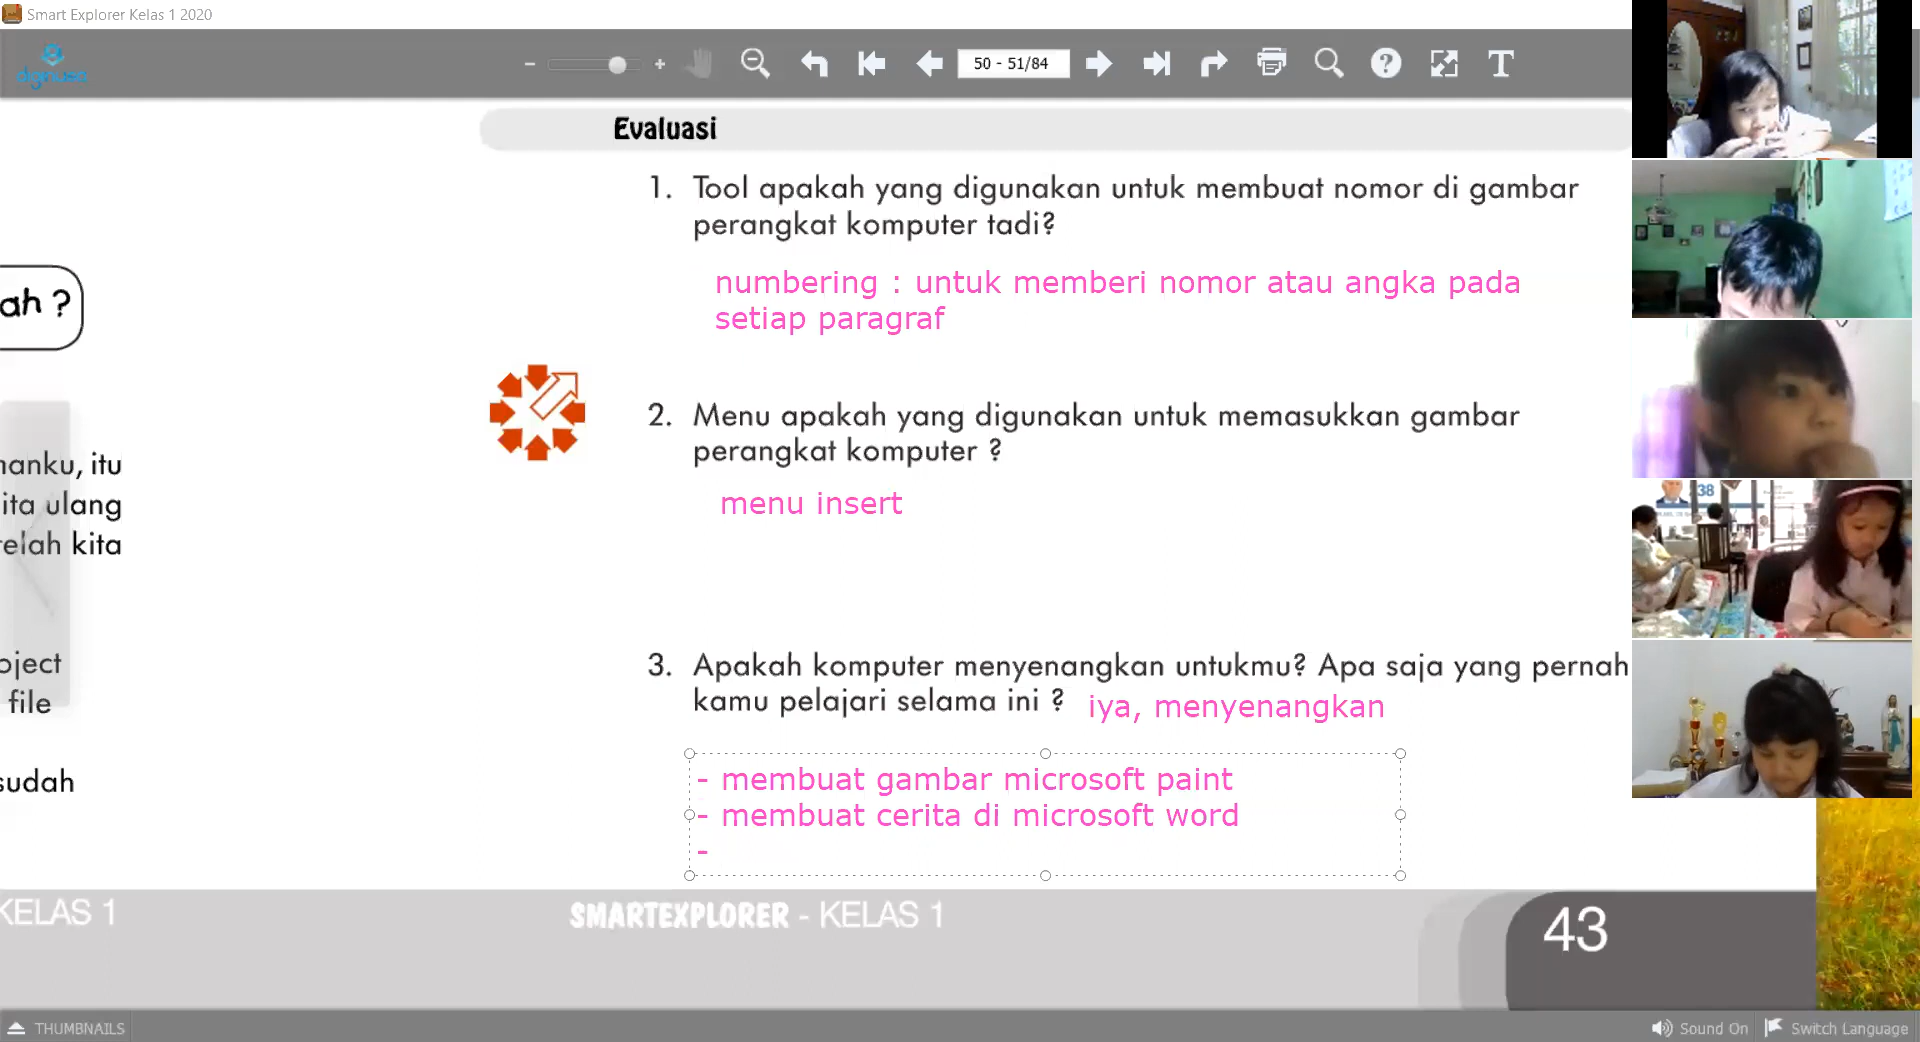 Smart Explorer Kelas 1 2020
50 - 51/84
T
Evaluasi
1. Tool apakah yang digunakan untuk membuat nomor di gambar
perangkat komputer tadi?
numbering : untuk memberi nomor atau angka pada
setiap paragraf
ah ?
2. Menu apakah yang digunakan untuk memasukkan gambar
perangkat komputer ?
menu insert
anku, itu
ita ulang
elah kita
3. Apakah komputer menyenangkan untukmu? Apa saja yang pernah
kamu pelajari selama ini ? iya, menyenangkan
bject
file
sudah
- membuat gambar microsoft paint
- membuat cerita di microsoft word
-
KELAS 1
SMARTEXPLORER - KELAS 1
43
THUMBNAILS
Sound On
Switch Language
38